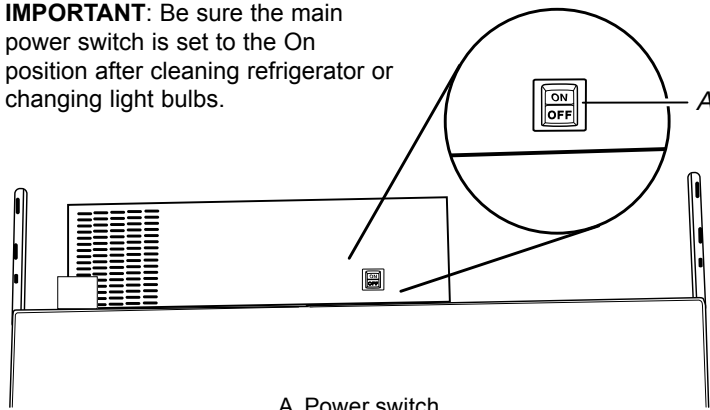 IMPORTANT: Be sure the main
power switch is set to the On
position after cleaning refrigerator or
changing light bulbs.
ON
OFF
A
ON
OFF
A. Power switch